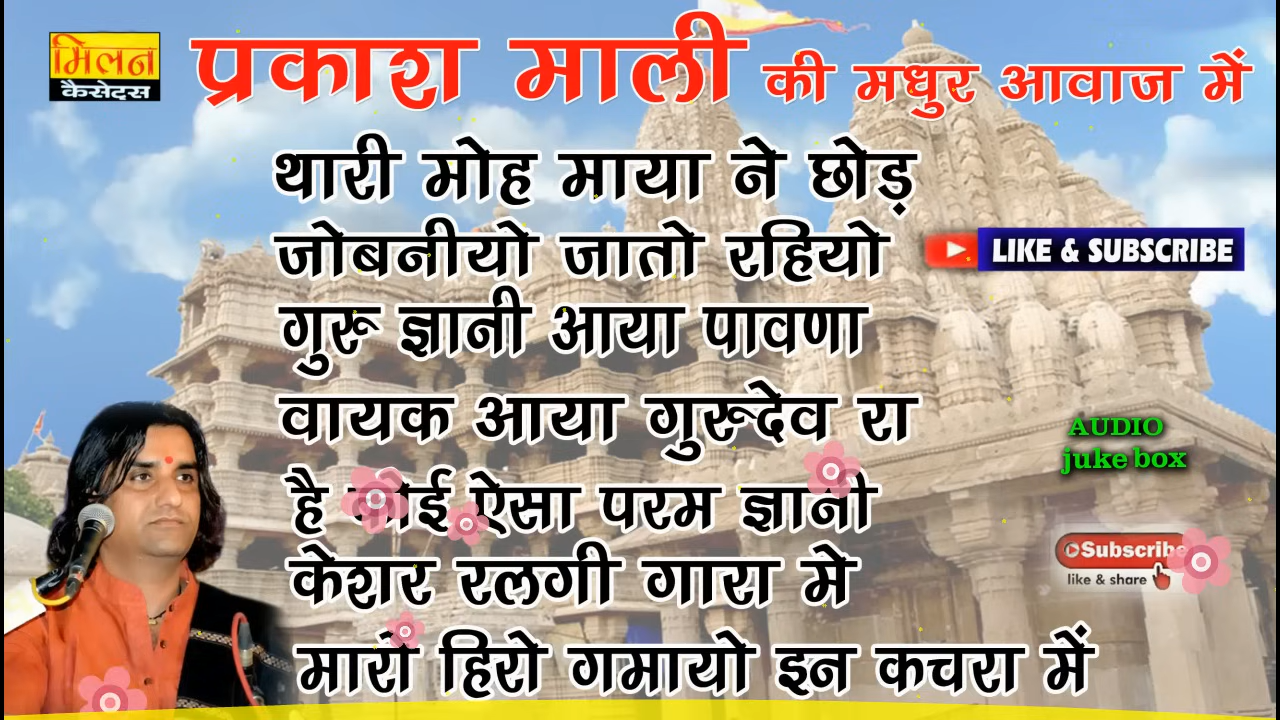 मिलन
कैसेट्स
प्रकाश माली की मधुर आवाज में
थारी मोह माया ने छोड़
जोबनीयो जातो रहियो
LIKE & SUBSCRIBE
गुरू ज्ञानी आया पावणा
वायक आया गुरूदेव रा
AUDIO
juke box
है कोई ऐसा परम ज्ञानी
केशर रलगी गारा मे
Subscribe
like & share
मारो हिरो गमायो इन कचरा में